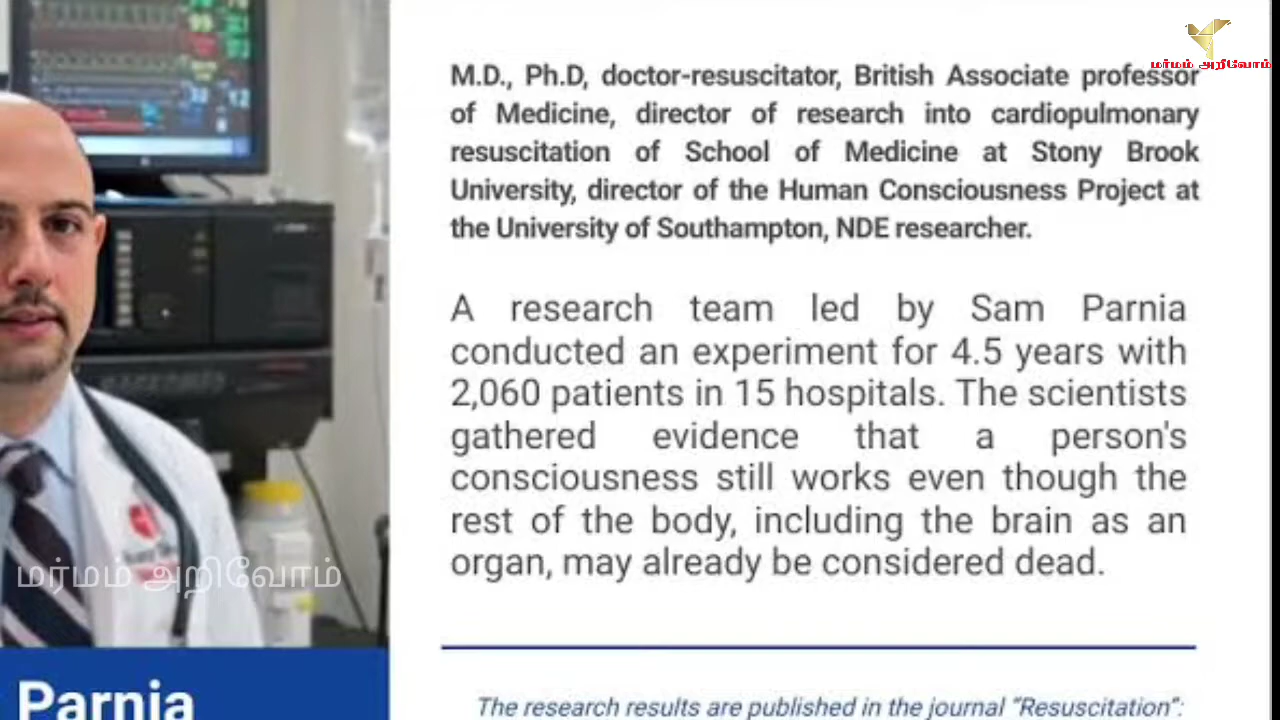 மர்மம் அறிவோம்
M.D., Ph.D, doctor-resuscitator, British Associate professor
of Medicine, director of research into cardiopulmonary
resuscitation of School of Medicine at Stony Brook
University, director of the Human Consciousness Project at
the University of Southampton, NDE researcher.
A research team led by Sam Parnia
conducted an experiment for 4.5 years with
2,060 patients in 15 hospitals. The scientists
gathered evidence that a person's
consciousness still works even though the
rest of the body, including the brain as an
organ, may already be considered dead.
மர்மம் அறிவோம்
Parnia
The research results are published in the journal “Resuscitation”: